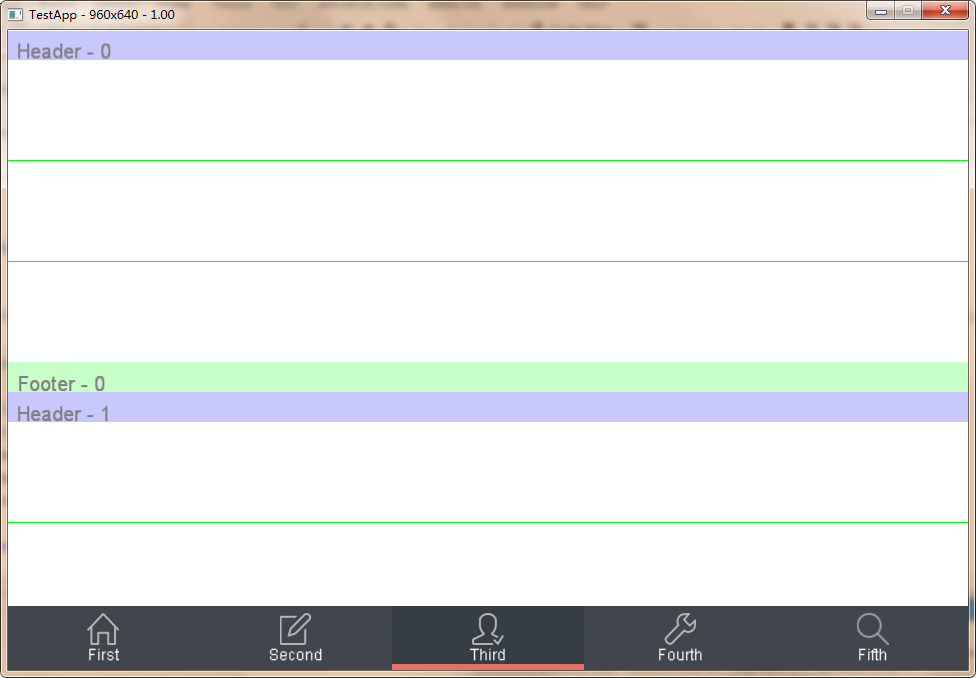 TestApp - 960x640 - 1.00
Header - 0
Footer - 0
Header - 1
First Second Third Fourth Fifth